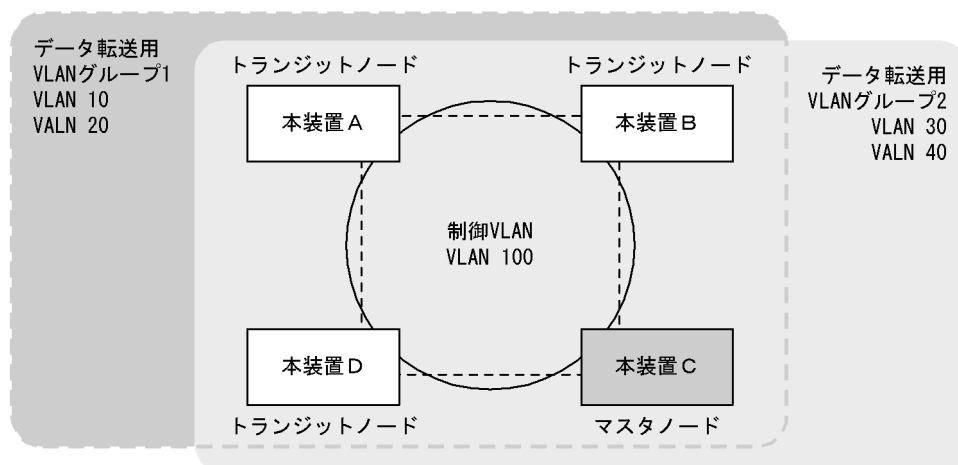 データ転送用
VLANグループ1
VLAN 10
VALN 20
トランジットノード
トランジットノード
データ転送用
VLANグループ2
VLAN 30
VALN 40
本装置A
本装置B
制御VLAN
VLAN 100
本装置D
本装置C
トランジットノード
マスタノード